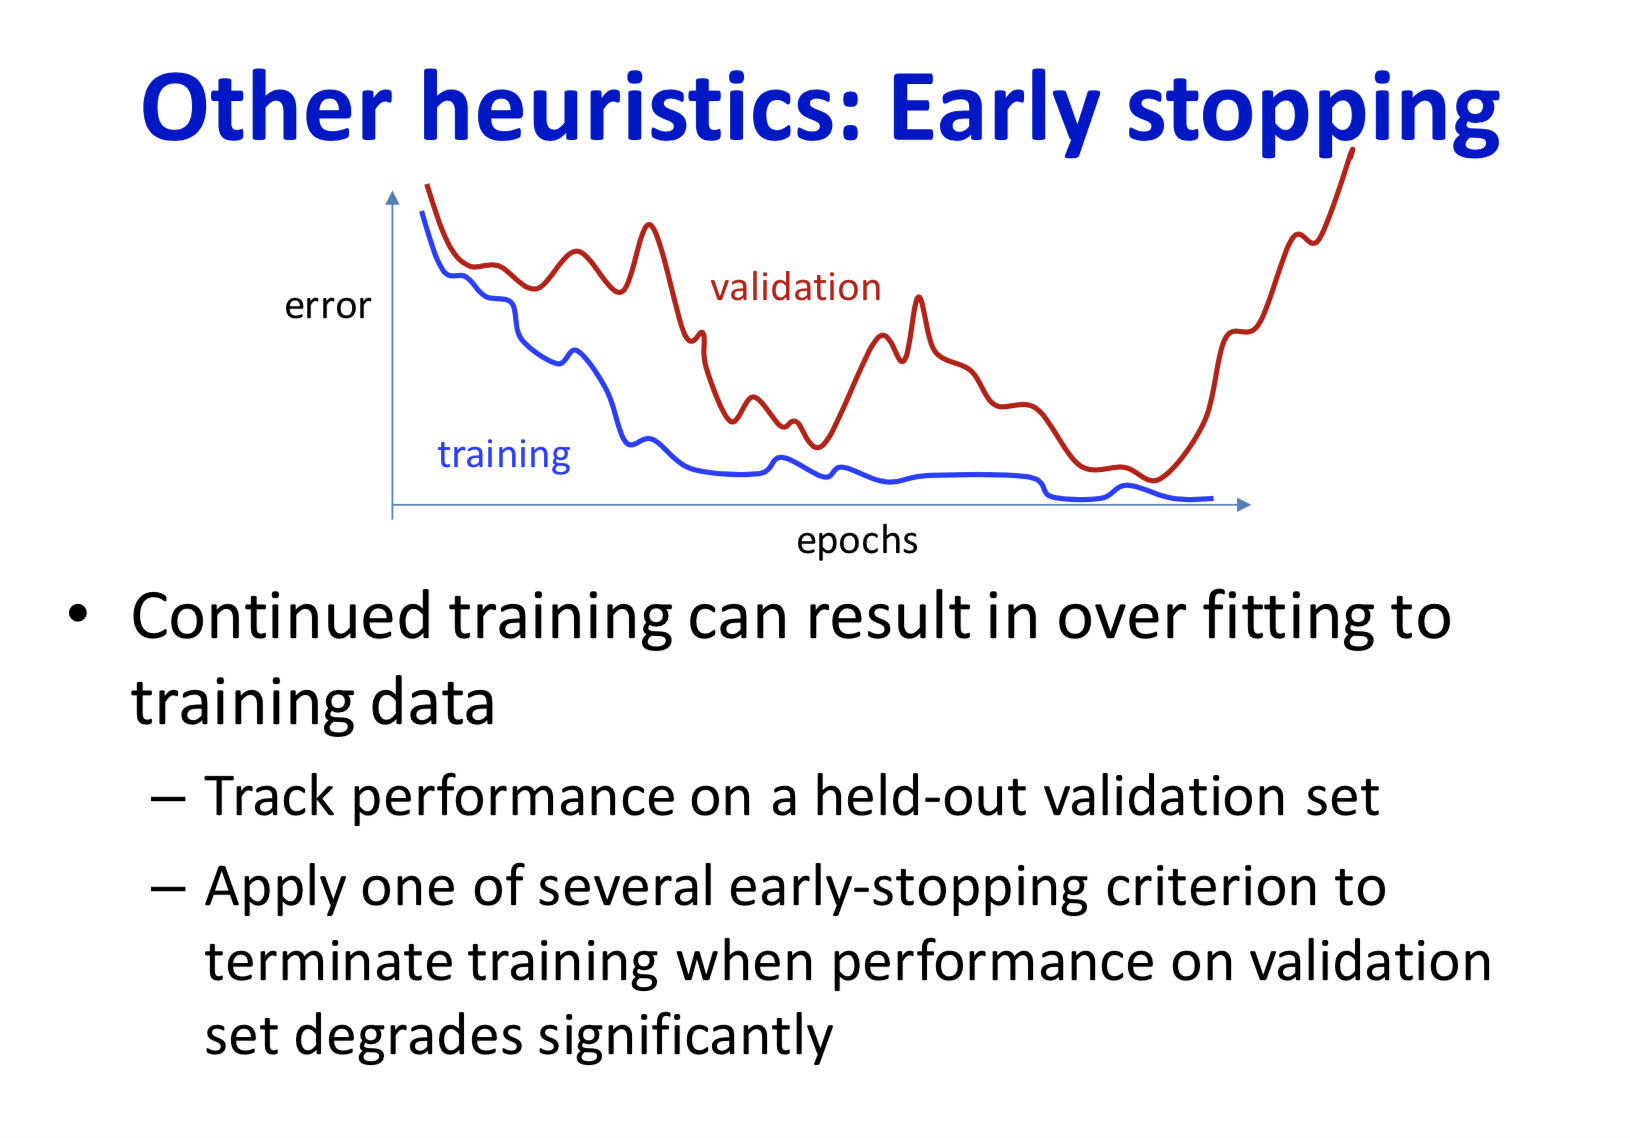 Other heuristics: Early stopping
validation
error
training
epochs
• Continued training can result in over fitting to
training data
– Track performance on a held-out validation set
– Apply one of several early-stopping criterion to
terminate training when performance on validation
set degrades significantly